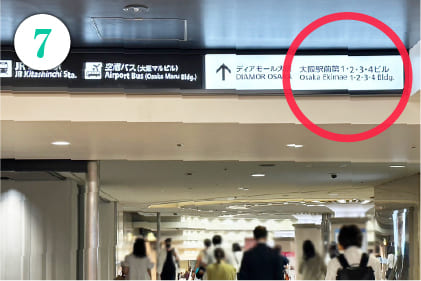 7
JR Kitashinchi Sta.
空港バス(大阪マルビル)
Airport Bus (Osaka Maru Bldg.)
ディアモール大阪
DIAMOR OSAKA
大阪駅前第1・2・3・4ビル
Osaka Ekimae 1・2・3・4 Bldg.